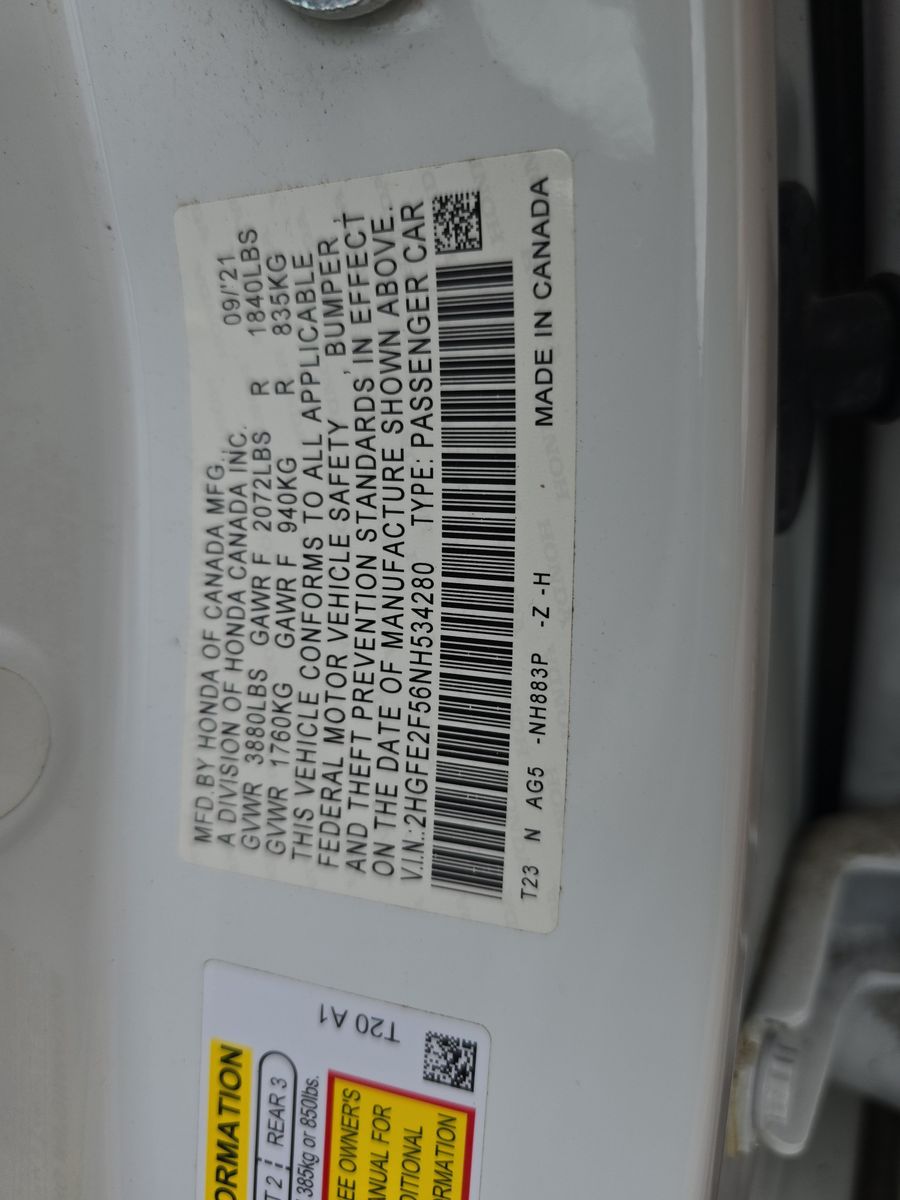 MFD.BY HONDA OF CANADA MFG.,
A DIVISION OF HONDA CANADA INC. 09/'21
GVWR 3880LBS GAWR F 2072LBS R 1840LBS
GVWR 1760KG GAWR F 940KG R 835KG
THIS VEHICLE CONFORMS TO ALL APPLICABLE
FEDERAL MOTOR VEHICLE SAFETY , BUMPER ,
AND THEFT PREVENTION STANDARDS IN EFFECT
ON THE DATE OF MANUFACTURE SHOWN ABOVE.
V.I.N.:2HGFE2F56NH534280 TYPE: PASSENGER CAR
T23 N AG5 -NH883P -Z -H MADE IN CANADA
T20 A1
ORMATION
T 2 REAR 3
385kg or 850lbs.
EE OWNER'S
ANUAL FOR
DITIONAL
ORMATION